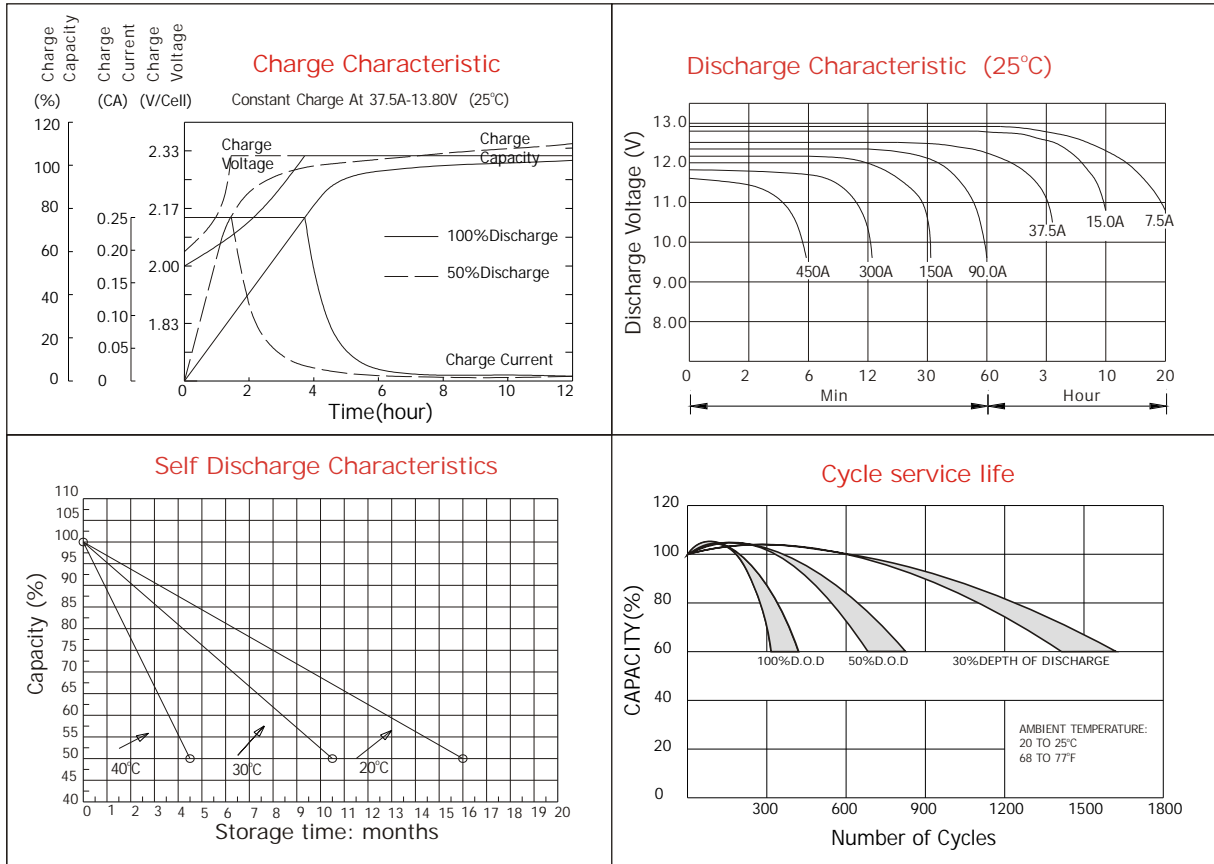 Charge Capacity
Charge Current
Charge Voltage
(%) (CA) (V/Cell)
Charge Characteristic
Constant Charge At 37.5A-13.80V (25°C)
120
100
80
60
40
20
0
0.25
0.20
0.15
0.10
0.05
0
2.33
2.17
2.00
1.83
Charge Voltage
Charge Capacity
100%Discharge
50%Discharge
Charge Current
0 2 4 6 8 10 12
Time(hour)
Discharge Characteristic (25°C)
Discharge Voltage (V)
13.0
12.0
11.0
10.0
9.00
8.00
450A 300A 150A 90.0A 37.5A 15.0A 7.5A
0 2 6 12 30 60 3 10 20
Min Hour
Self Discharge Characteristics
Capacity (%)
110
105
100
95
90
85
80
75
70
65
60
55
50
45
40
40°C 30°C 20°C
0 1 2 3 4 5 6 7 8 9 10 11 12 13 14 15 16 17 18 19 20
Storage time: months
Cycle service life
CAPACITY(%)
120
100
80
60
40
20
0
100%D.O.D 50%D.O.D 30%DEPTH OF DISCHARGE
AMBIENT TEMPERATURE:
20 TO 25°C
68 TO 77°F
300 600 900 1200 1500 1800
Number of Cycles